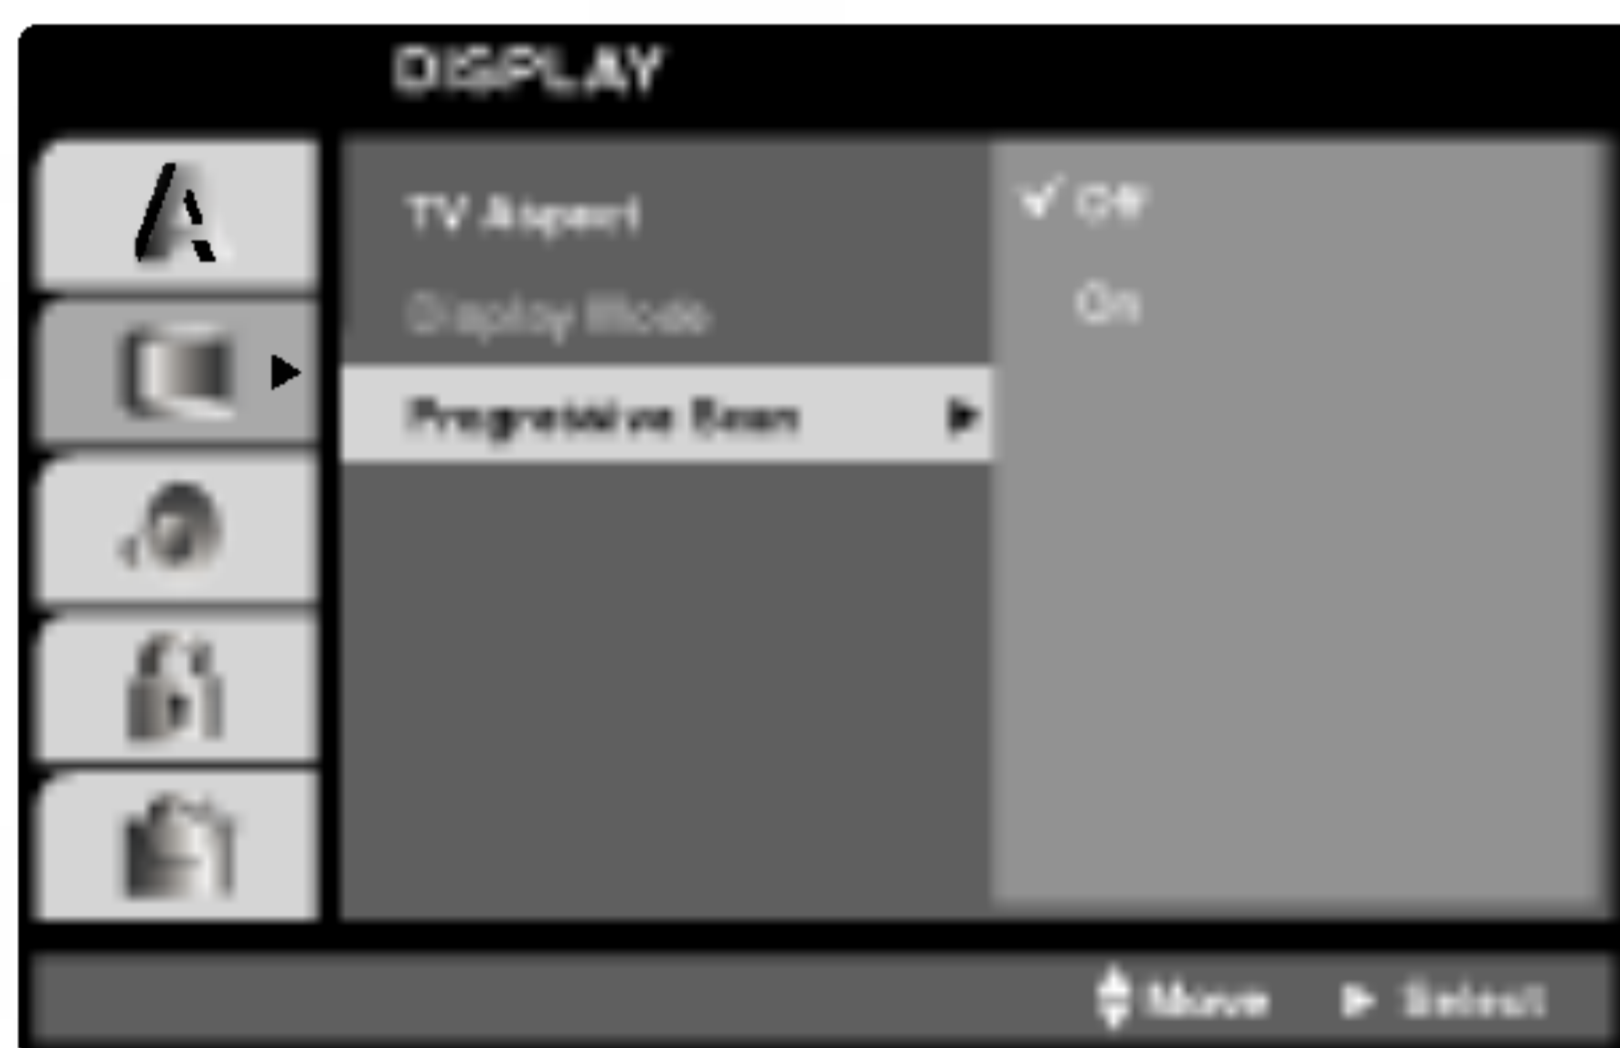 DISPLAY
TV Aspect
Display Mode
Progressive Scan
Off
On
Move
Select